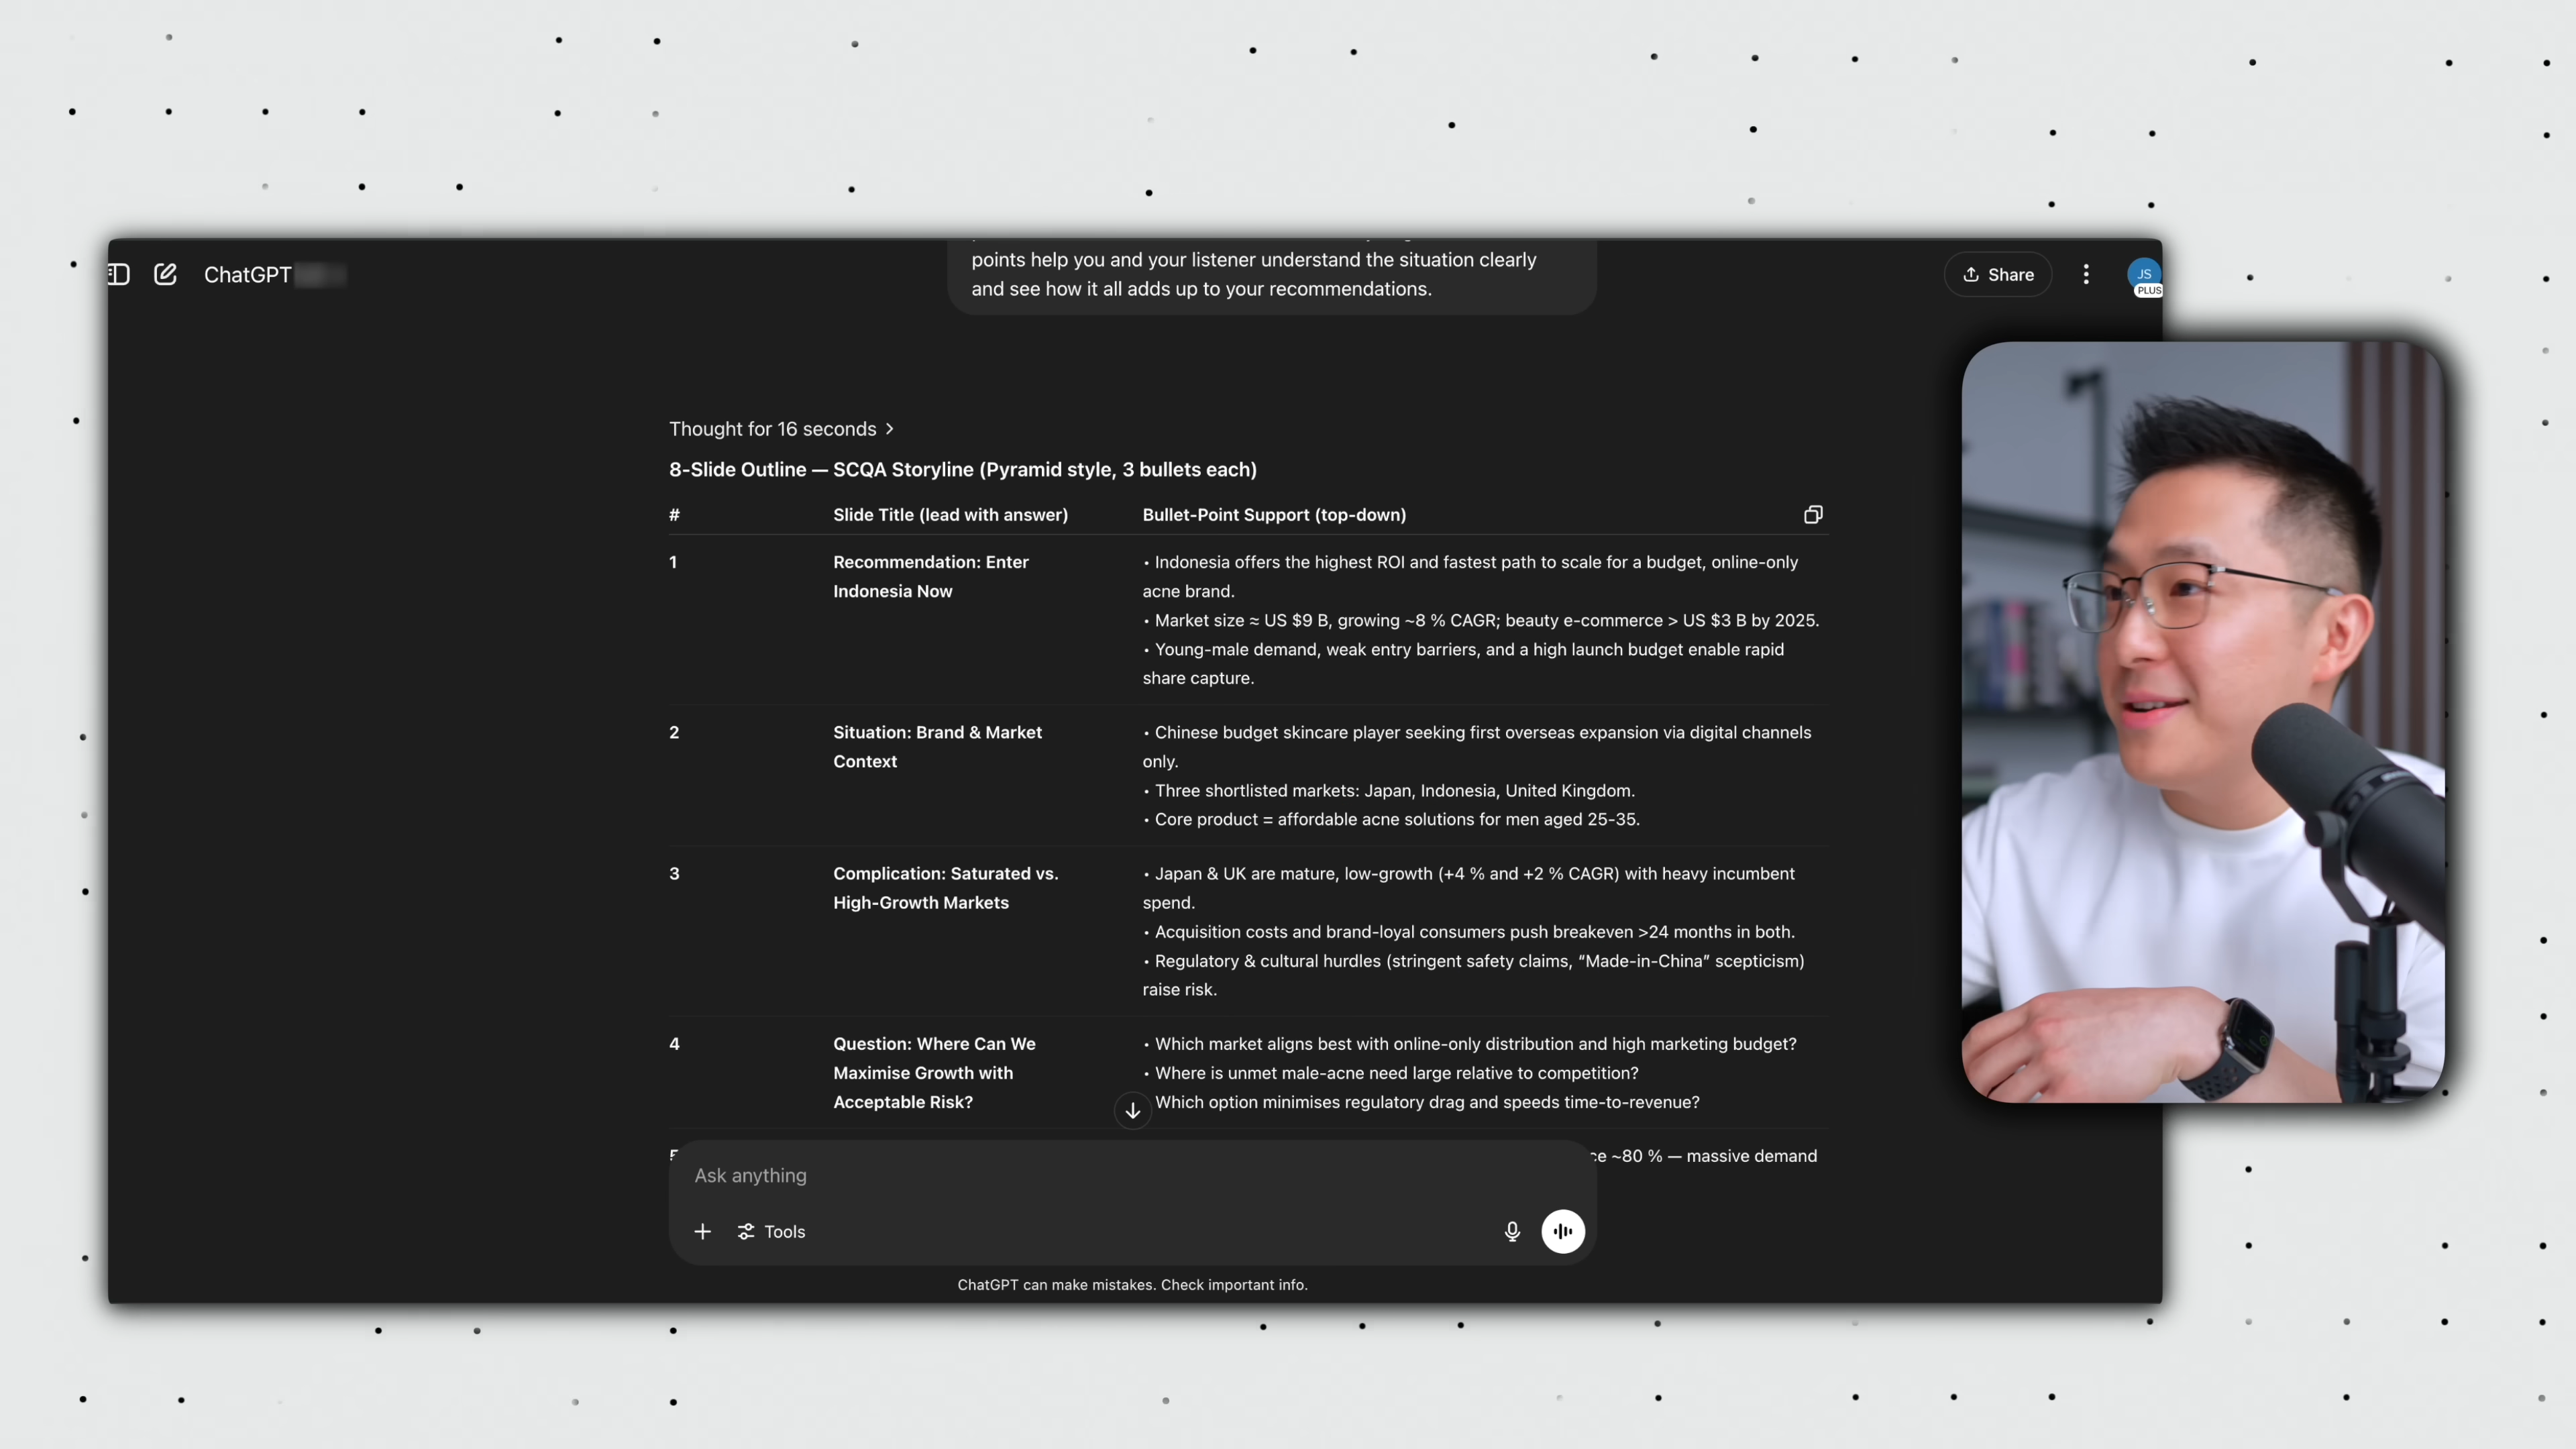 ChatGPT
points help you and your listener understand the situation clearly
and see how it all adds up to your recommendations.
Share
JS
PLUS
Thought for 16 seconds >
8-Slide Outline — SCQA Storyline (Pyramid style, 3 bullets each)
# Slide Title (lead with answer) Bullet-Point Support (top-down)
1 Recommendation: Enter Indonesia Now
• Indonesia offers the highest ROI and fastest path to scale for a budget, online-only
acne brand.
• Market size ≈ US $9 B, growing ~8 % CAGR; beauty e-commerce > US $3 B by 2025.
• Young-male demand, weak entry barriers, and a high launch budget enable rapid
share capture.
2 Situation: Brand & Market
Context
• Chinese budget skincare player seeking first overseas expansion via digital channels
only.
• Three shortlisted markets: Japan, Indonesia, United Kingdom.
• Core product = affordable acne solutions for men aged 25-35.
3 Complication: Saturated vs.
High-Growth Markets
• Japan & UK are mature, low-growth (+4 % and +2 % CAGR) with heavy incumbent
spend.
• Acquisition costs and brand-loyal consumers push breakeven >24 months in both.
• Regulatory & cultural hurdles (stringent safety claims, “Made-in-China” scepticism)
raise risk.
4 Question: Where Can We
Maximise Growth with
Acceptable Risk?
• Which market aligns best with online-only distribution and high marketing budget?
• Where is unmet male-acne need large relative to competition?
Which option minimises regulatory drag and speeds time-to-revenue?
~80 % — massive demand
Ask anything
Tools
ChatGPT can make mistakes. Check important info.